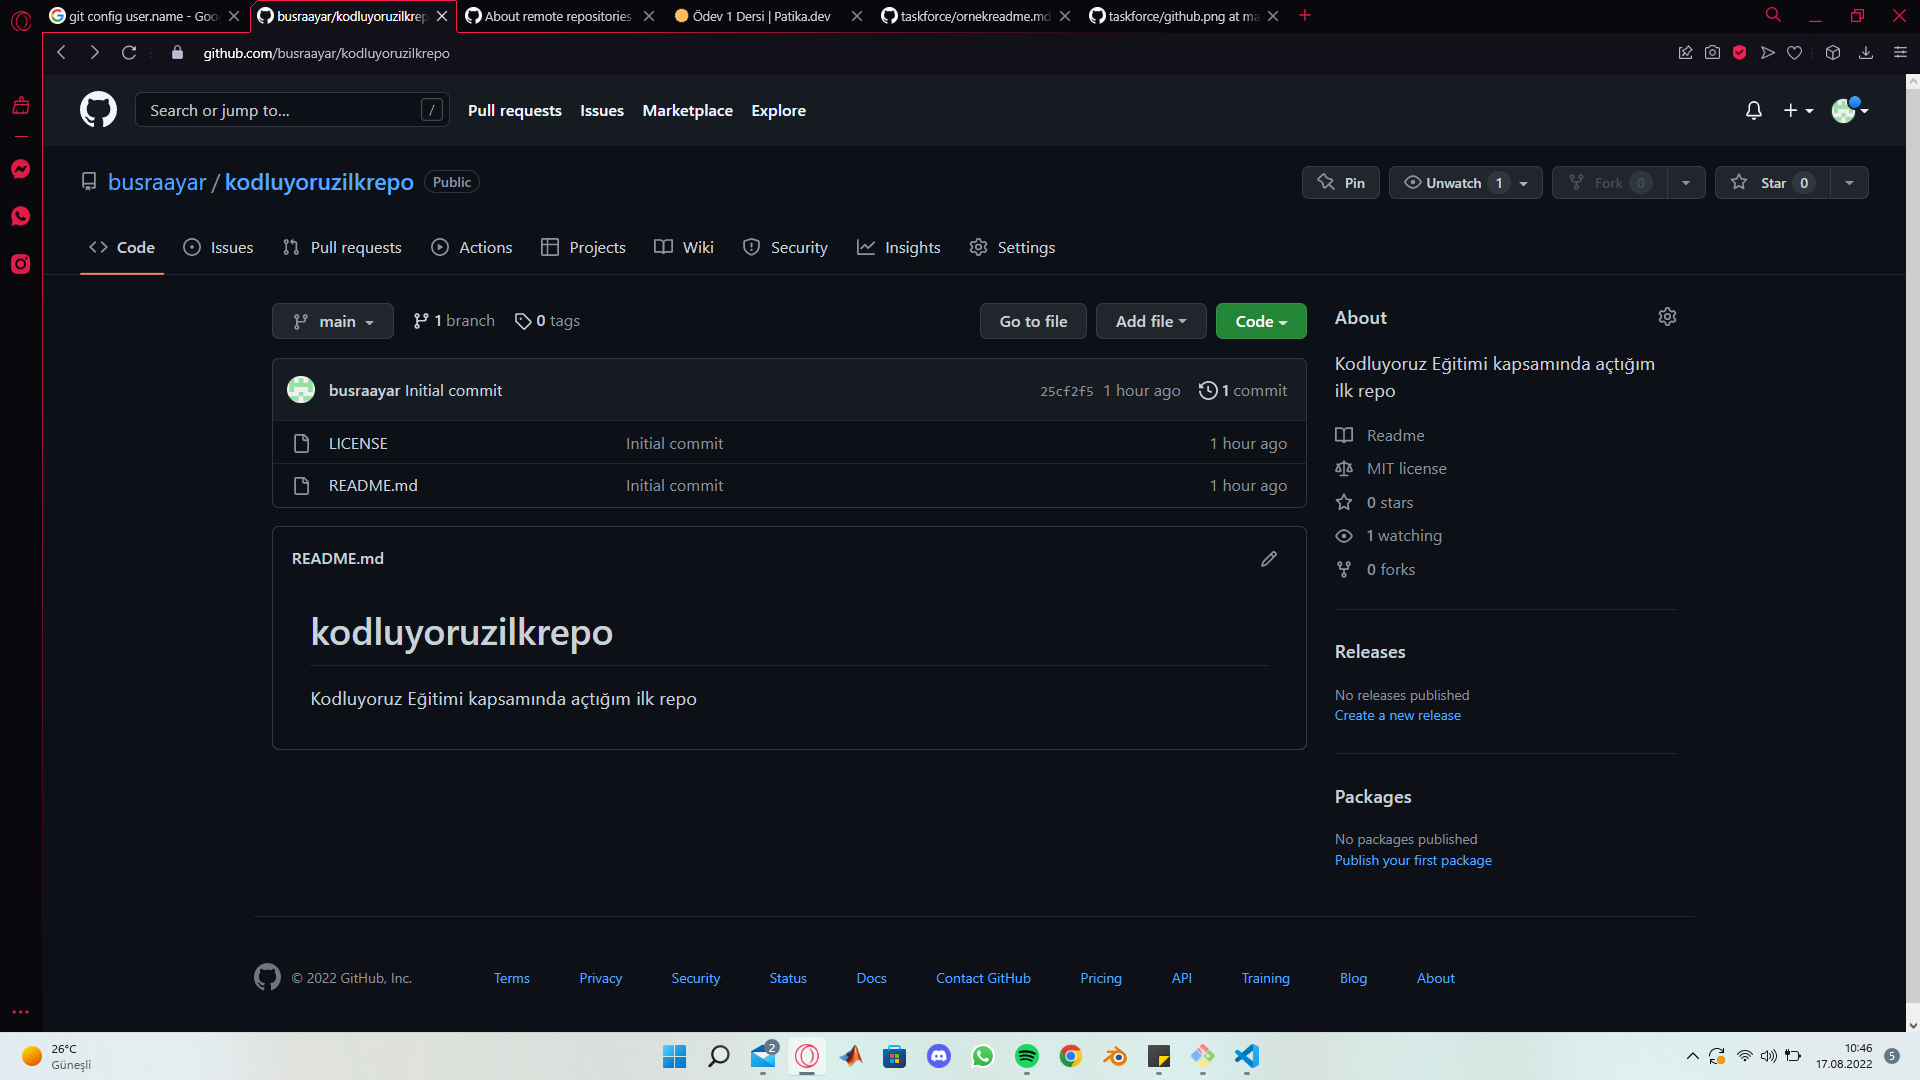 git config user.name - Goo
busraayar/kodluyoruzilkrep
About remote repositories
Ödev 1 Dersi | Patika.dev
taskforce/ornekreadme.md
taskforce/github.png at ma
github.com/busraayar/kodluyoruzilkrepo
Search or jump to...
/
Pull requests
Issues
Marketplace
Explore
busraayar / kodluyoruzilkrepo
Public
Pin
Unwatch 1
Fork 0
Star 0
Code
Issues
Pull requests
Actions
Projects
Wiki
Security
Insights
Settings
main
1 branch
0 tags
Go to file
Add file
Code
busraayar Initial commit
25cf2f5 1 hour ago
1 commit
LICENSE
Initial commit
1 hour ago
README.md
Initial commit
1 hour ago
README.md
kodluyoruzilkrepo
Kodluyoruz Eğitimi kapsamında açtığım ilk repo
About
Kodluyoruz Eğitimi kapsamında açtığım
ilk repo
Readme
MIT license
0 stars
1 watching
0 forks
Releases
No releases published
Create a new release
Packages
No packages published
Publish your first package
© 2022 GitHub, Inc.
Terms
Privacy
Security
Status
Docs
Contact GitHub
Pricing
API
Training
Blog
About
26°C
Güneşli
2
10:46
17.08.2022
5